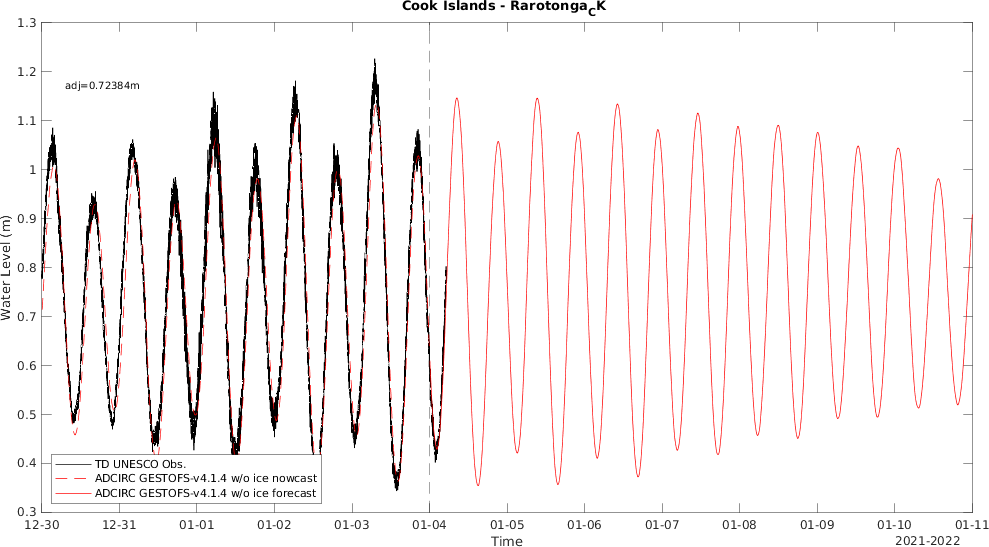 Cook Islands - Rarotonga_CK
adj=0.72384m
Water Level (m)
1.3
1.2
1.1
1
0.9
0.8
0.7
0.6
0.5
0.4
0.3
TD UNESCO Obs.
ADCIRC GESTOFS-v4.1.4 w/o ice nowcast
ADCIRC GESTOFS-v4.1.4 w/o ice forecast
12-30 12-31 01-01 01-02 01-03 01-04 01-05 01-06 01-07 01-08 01-09 01-10 01-11
Time
2021-2022